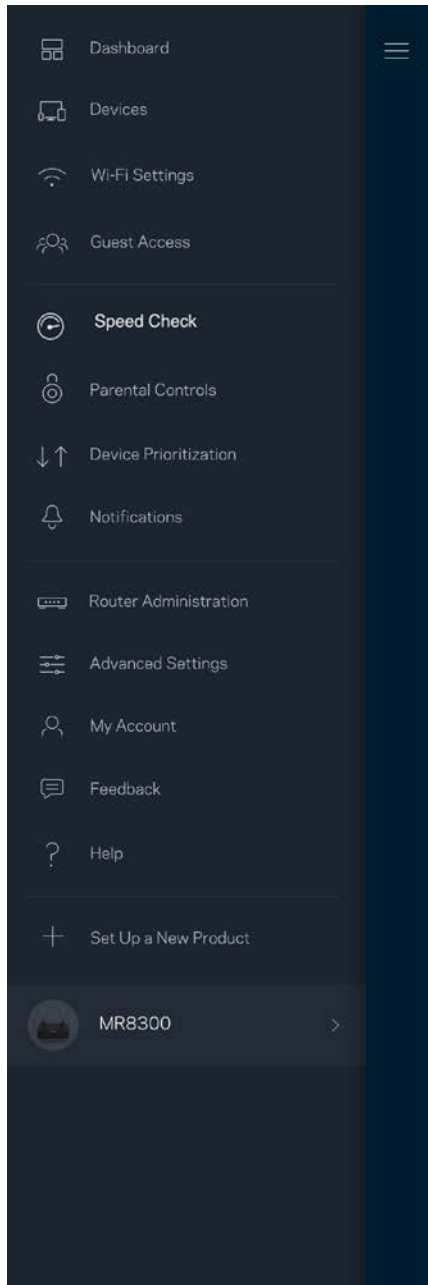 Dashboard
Devices
Wi-Fi Settings
Guest Access
Speed Check
Parental Controls
Device Prioritization
Notifications
Router Administration
Advanced Settings
My Account
Feedback
Help
Set Up a New Product
MR8300